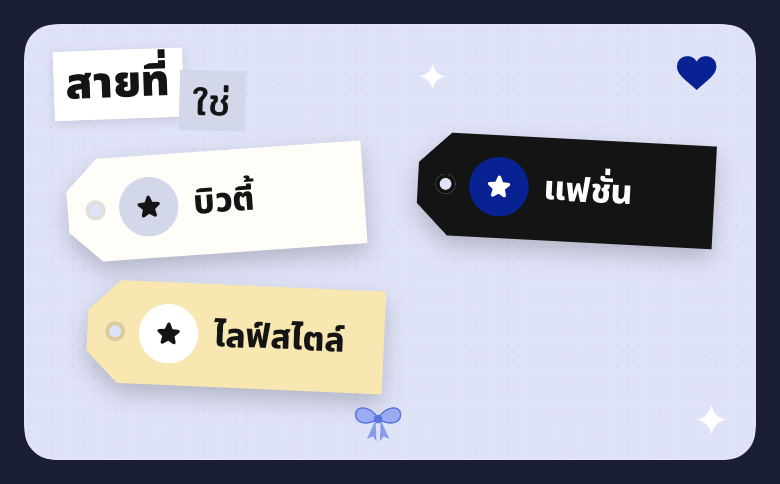 สายที่
ใช่
บิวตี้
แฟชั่น
ไลฟ์สไตล์